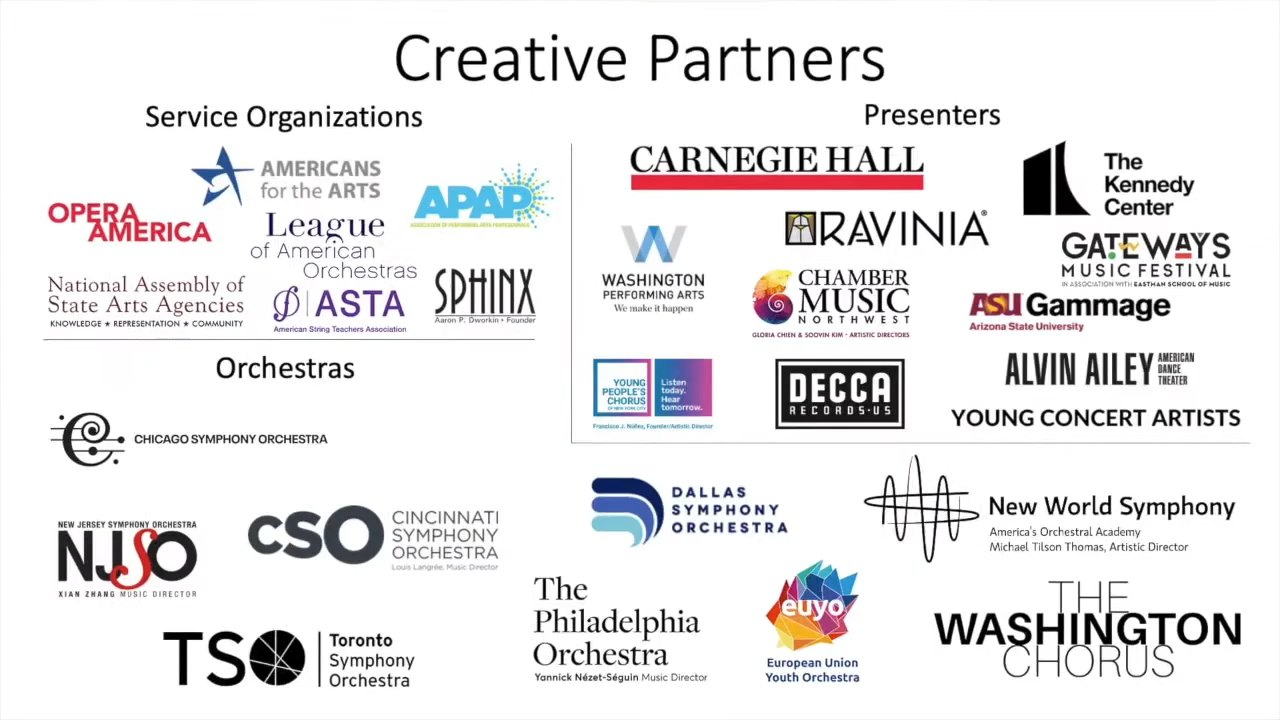 Creative Partners
Service Organizations
AMERICANS
for the ARTS
OPERA
AMERICA
League
of American
Orchestras
APAP
ASSOCIATION OF PERFORMING ARTS PROFESSIONALS
National Assembly of
State Arts Agencies
KNOWLEDGE ★ REPRESENTATION ★ COMMUNITY
ASTA
American String Teachers Association
SPHINX
Aaron P. Dworkin • Founder
Presenters
CARNEGIE HALL
The
Kennedy
Center
RAVINIA®
WASHINGTON
PERFORMING ARTS
We make it happen
GATEWAYS
MUSIC FESTIVAL
IN ASSOCIATION WITH EASTMAN SCHOOL OF MUSIC
CHAMBER
MUSIC
NORTHWEST
GLORIA CHIEN & SOOVIN KIM • ARTISTIC DIRECTORS
ASU Gammage
Arizona State University
YOUNG
PEOPLE'S
CHORUS
OF NEW YORK CITY
Listen
today.
Hear
tomorrow.
Francisco J. Núñez, Founder/Artistic Director
DECCA
RECORDS•US
ALVIN AILEY
AMERICAN
DANCE
THEATER
YOUNG CONCERT ARTISTS
Orchestras
CHICAGO SYMPHONY ORCHESTRA
NEW JERSEY SYMPHONY ORCHESTRA
NJSO
XIAN ZHANG MUSIC DIRECTOR
CSO
CINCINNATI
SYMPHONY
ORCHESTRA
Louis Langrée, Music Director
DALLAS
SYMPHONY
ORCHESTRA
New World Symphony
America's Orchestral Academy
Michael Tilson Thomas, Artistic Director
TSO
Toronto
Symphony
Orchestra
The
Philadelphia
Orchestra
Yannick Nézet-Séguin Music Director
euyo
European Union
Youth Orchestra
THE
WASHINGTON
CHORUS